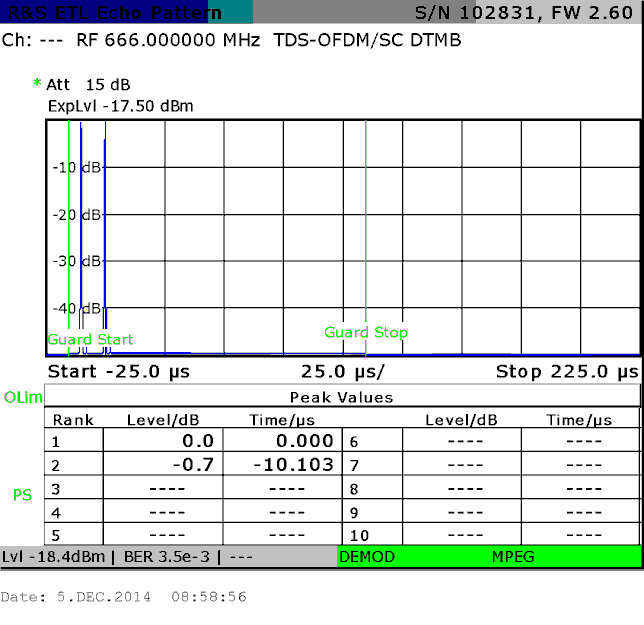 R&S ETL Echo Pattern S/N 102831, FW 2.60
Ch: --- RF 666.000000 MHz TDS-OFDM/SC DTMB
* Att 15 dB
ExpLvl -17.50 dBm
-10 dB
-20 dB
-30 dB
-40 dB
Guard Stop
Guard Start
Start -25.0 µs 25.0 µs/ Stop 225.0 µs
OLim Peak Values
Rank Level/dB Time/µs Level/dB Time/µs
1 0.0 0.000 6 ---- ----
2 -0.7 -10.103 7 ---- ----
PS
3 ---- ---- 8 ---- ----
4 ---- ---- 9 ---- ----
5 ---- ---- 10 ---- ----
Lvl -18.4dBm | BER 3.5e-3 | --- DEMOD MPEG
Date: 5.DEC.2014 08:58:56